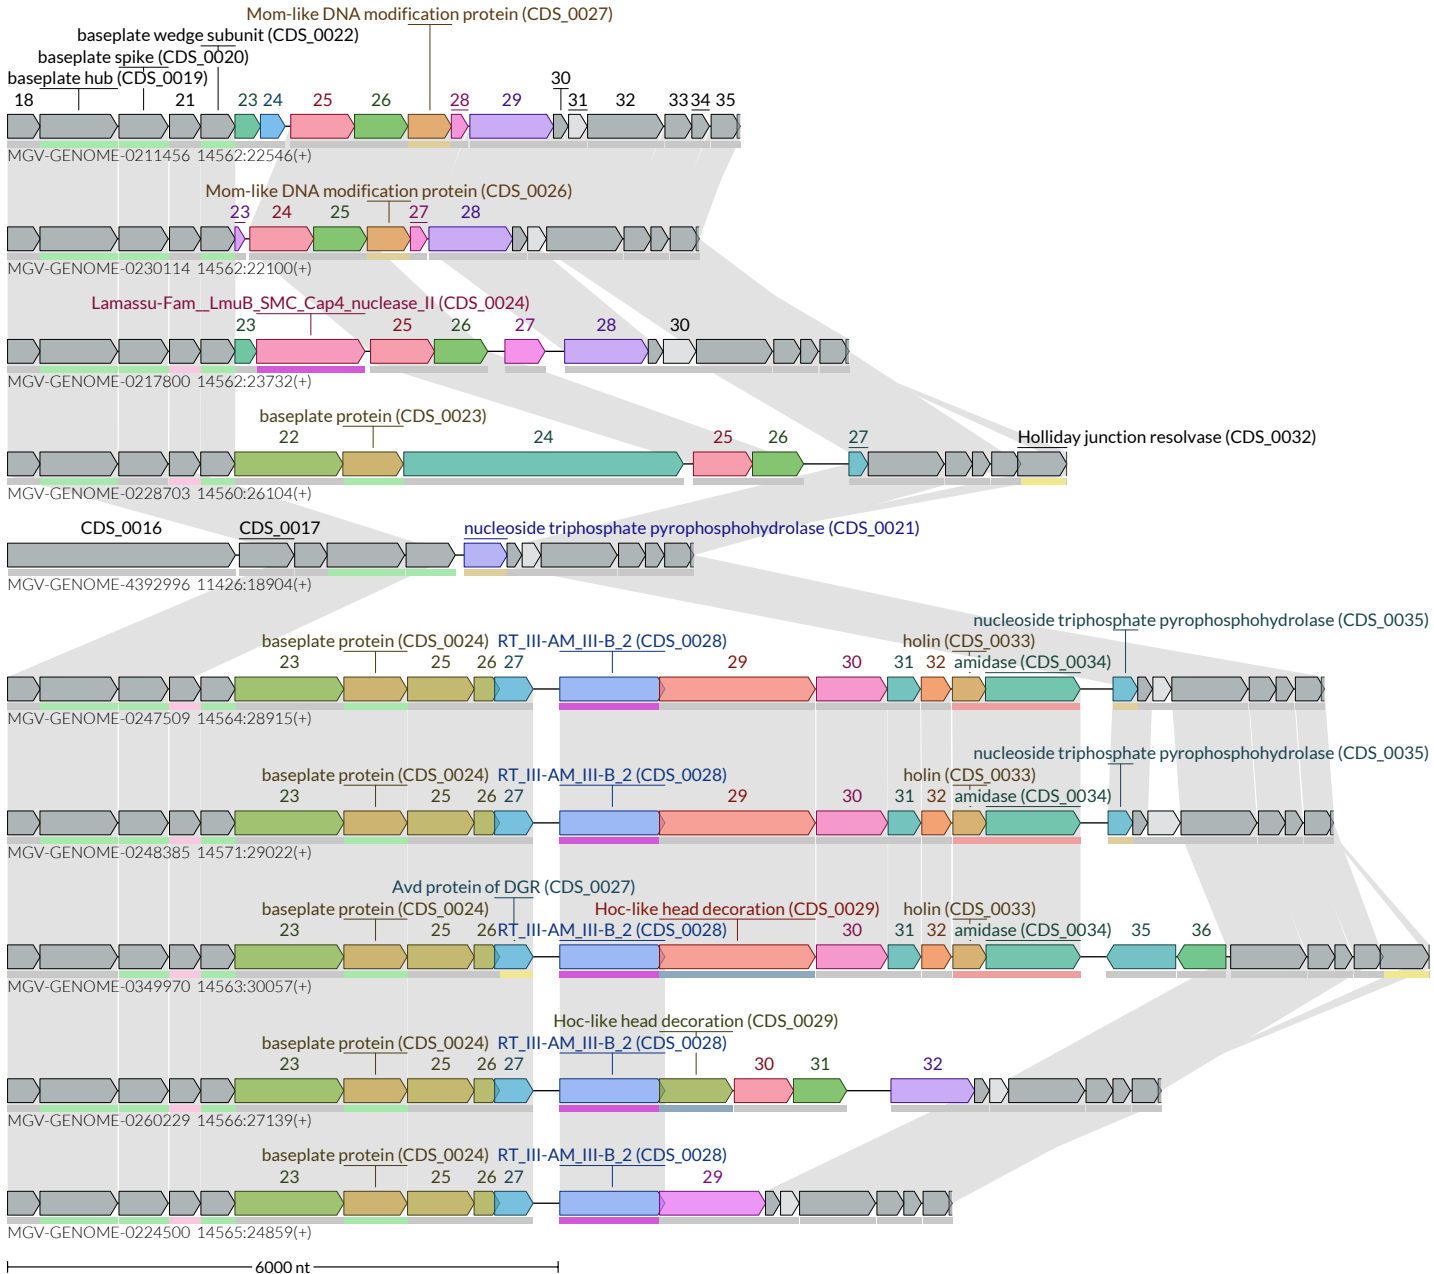 Mom-like DNA modification protein (CDS_0027)
baseplate wedge subunit (CDS_0022)
baseplate spike (CDS_0020)
baseplate hub (CDS_0019) 30
18 21 23 24 25 26 28 29 31 32 33 34 35
MGV-GENOME-0211456 14562:22546(+)
Mom-like DNA modification protein (CDS_0026)
23 24 25 27 28
MGV-GENOME-0230114 14562:22100(+)
Lamassu-Fam__LmuB_SMC_Cap4_nuclease_II (CDS_0024)
23 25 26 27 28 30
MGV-GENOME-0217800 14562:23732(+)
baseplate protein (CDS_0023)
22 24 25 26 27 Holliday junction resolvase (CDS_0032)
MGV-GENOME-0228703 14560:26104(+)
CDS_0016 CDS_0017 nucleoside triphosphate pyrophosphohydrolase (CDS_0021)
MGV-GENOME-4392996 11426:18904(+)
nucleoside triphosphate pyrophosphohydrolase (CDS_0035)
baseplate protein (CDS_0024) RT_III-AM_III-B_2 (CDS_0028) holin (CDS_0033)
23 25 26 27 29 30 31 32 amidase (CDS_0034)
MGV-GENOME-0247509 14564:28915(+)
nucleoside triphosphate pyrophosphohydrolase (CDS_0035)
baseplate protein (CDS_0024) RT_III-AM_III-B_2 (CDS_0028) holin (CDS_0033)
23 25 26 27 29 30 31 32 amidase (CDS_0034)
MGV-GENOME-0248385 14571:29022(+)
Avd protein of DGR (CDS_0027)
baseplate protein (CDS_0024) Hoc-like head decoration (CDS_0029) holin (CDS_0033)
23 25 26 RT_III-AM_III-B_2 (CDS_0028) 30 31 32 amidase (CDS_0034) 35 36
MGV-GENOME-0349970 14563:30057(+)
Hoc-like head decoration (CDS_0029)
baseplate protein (CDS_0024) RT_III-AM_III-B_2 (CDS_0028)
23 25 26 27 30 31 32
MGV-GENOME-0260229 14566:27139(+)
baseplate protein (CDS_0024) RT_III-AM_III-B_2 (CDS_0028)
23 25 26 27 29
MGV-GENOME-0224500 14565:24859(+)
6000 nt